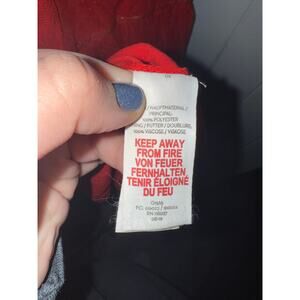 / HAUPTMATERIAL /
PRINCIPAL:
100% POLYESTER
/ FUTTER / DOUBLURE:
100% VISCOSE / VISKOSE
KEEP AWAY
FROM FIRE
VON FEUER
FERNHALTEN
TENIR ÉLOIGNÉ
DU FEU